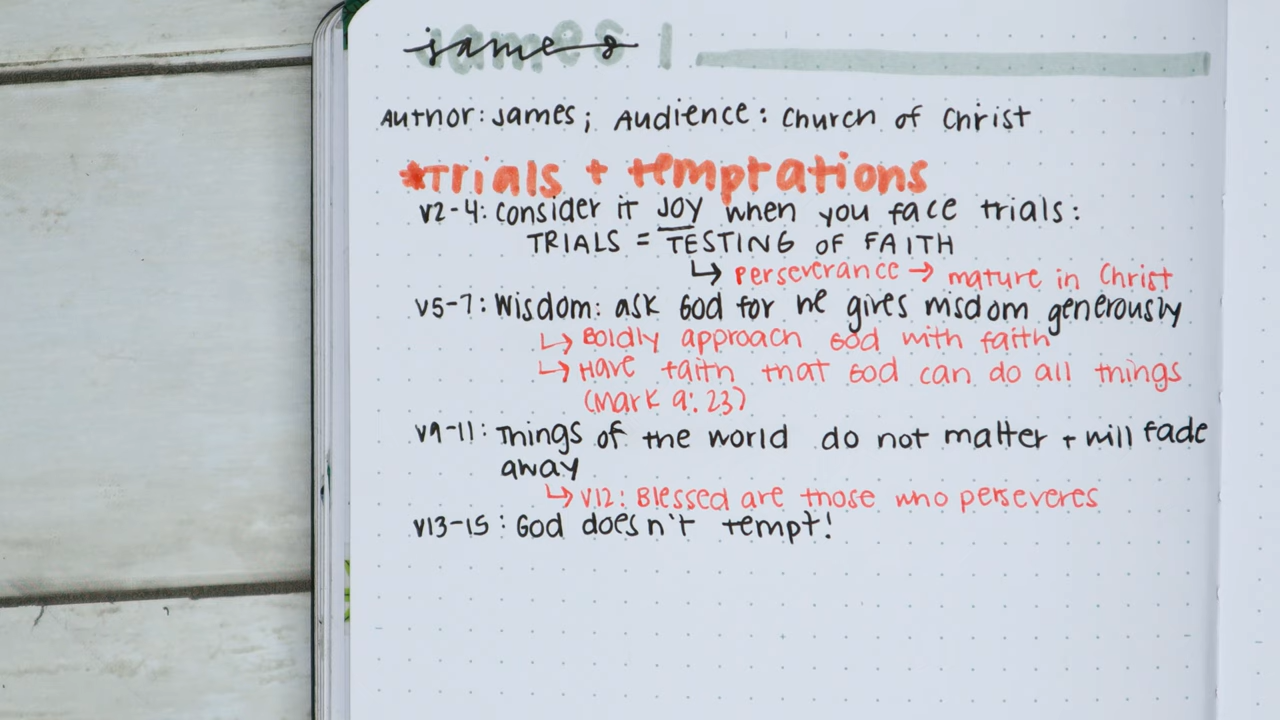 James 1
Author: James; Audience: Church of Christ
*Trials + temptations
v2-4: Consider it JOY when you face trials:
TRIALS = TESTING OF FAITH
↳ perseverance → mature in Christ
v5-7: Wisdom: ask God for he gives wisdom generously
↳ Boldly approach God with faith
↳ Have faith that God can do all things
(Mark 9:23)
v9-11: Things of the world do not matter + will fade
away
↳ v12: Blessed are those who perseveres
v13-15: God doesn't tempt!